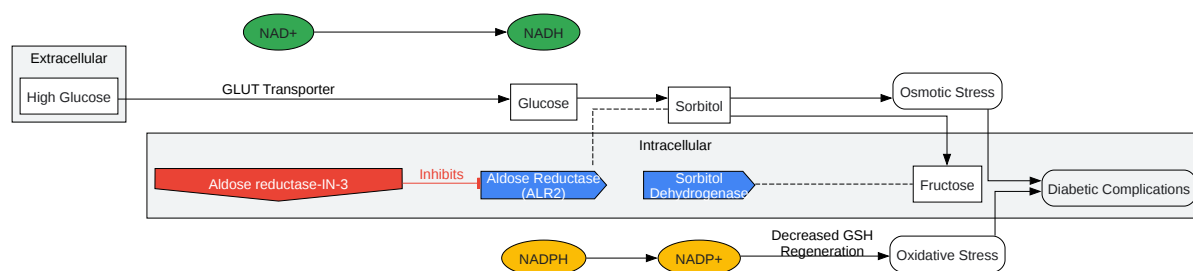 NAD+
NADH
Extracellular
High Glucose
GLUT Transporter
Glucose
Sorbitol
Osmotic Stress
Intracellular
Aldose reductase-IN-3
Inhibits
Aldose Reductase
(ALR2)
Sorbitol
Dehydrogenase
Fructose
Diabetic Complications
NADPH
NADP+
Decreased GSH
Regeneration
Oxidative Stress